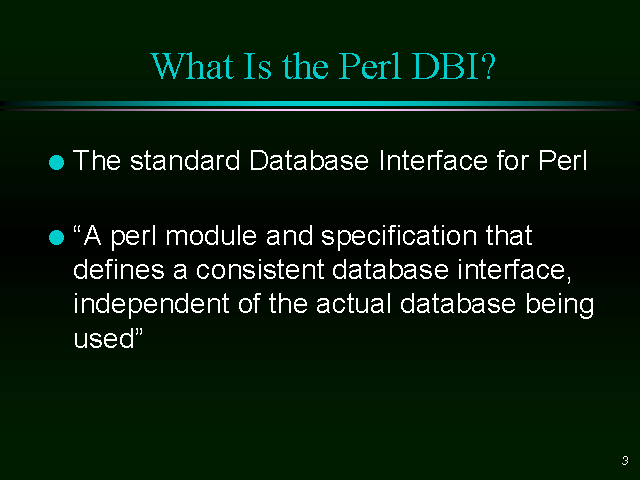 What Is the Perl DBI?
The standard Database Interface for Perl
“A perl module and specification that
defines a consistent database interface,
independent of the actual database being
used”
3